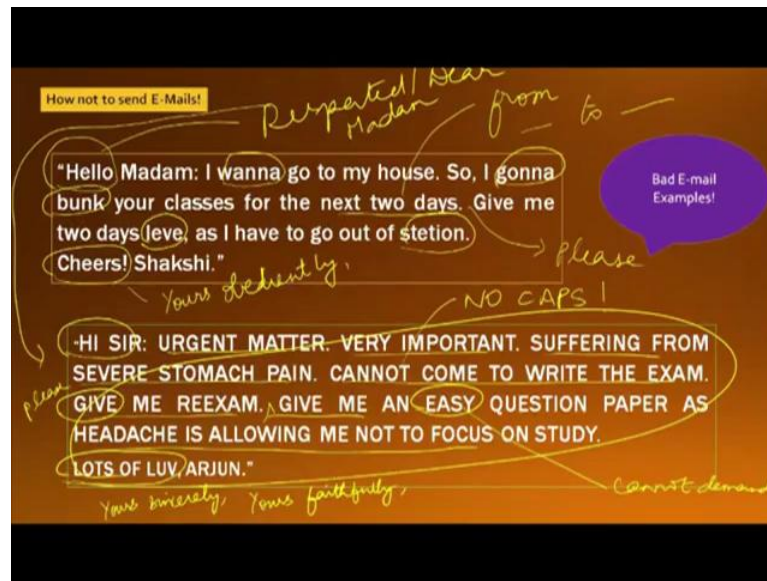 How not to send E-Mails!
Respected/Dear
Madam
from
— to —
"Hello Madam: I wanna go to my house. So, I gonna
bunk your classes for the next two days. Give me
two days leve, as I have to go out of stetion.
Cheers! Shakshi."
Bad E-mail
Examples!
please
Yours obediently,
NO CAPS!
"HI SIR: URGENT MATTER. VERY IMPORTANT. SUFFERING FROM
SEVERE STOMACH PAIN. CANNOT COME TO WRITE THE EXAM.
please
GIVE ME REEXAM. GIVE ME AN EASY QUESTION PAPER AS
HEADACHE IS ALLOWING ME NOT TO FOCUS ON STUDY.
LOTS OF LUV, ARJUN."
Cannot demand
Yours sincerely, Yours faithfully,